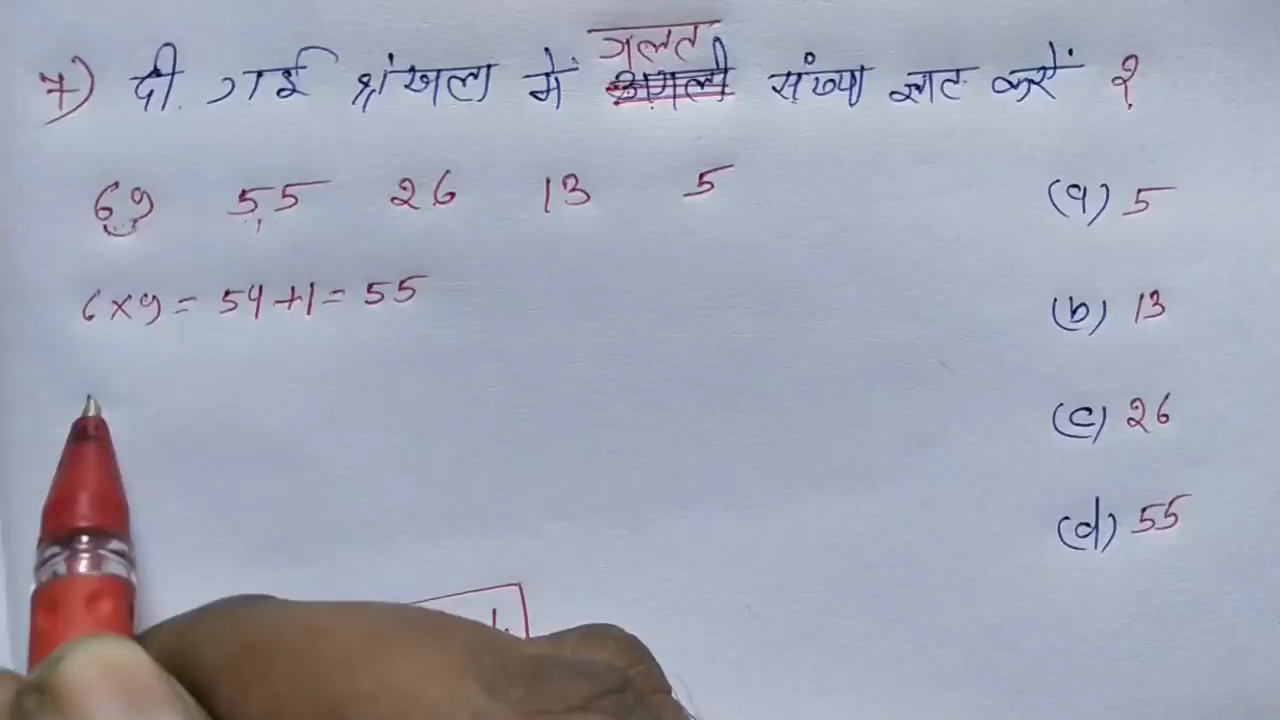 7) दी गई श्रंखला में गलत संख्या ज्ञात करें ?
69 55 26 13 5
6 x 9 = 54 + 1 = 55
(a) 5
(b) 13
(c) 26
(d) 55